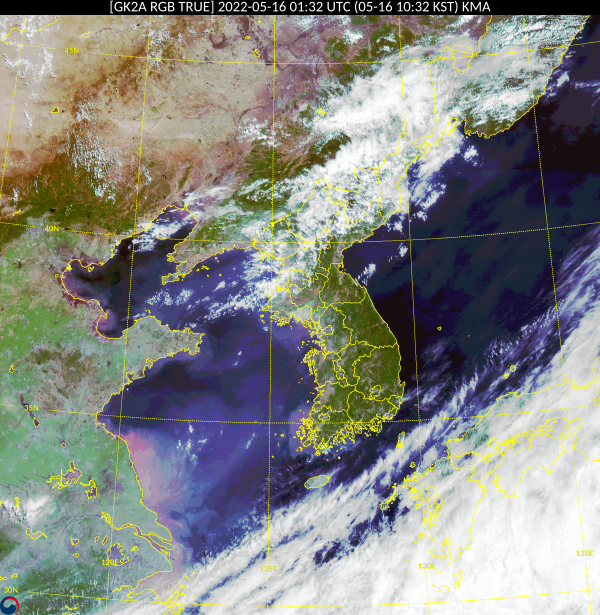 [GK2A RGB TRUE] 2022-05-16 01:32 UTC (05-16 10:32 KST) KMA
45N
40N
35N
120E
125E
130E
135E
30N